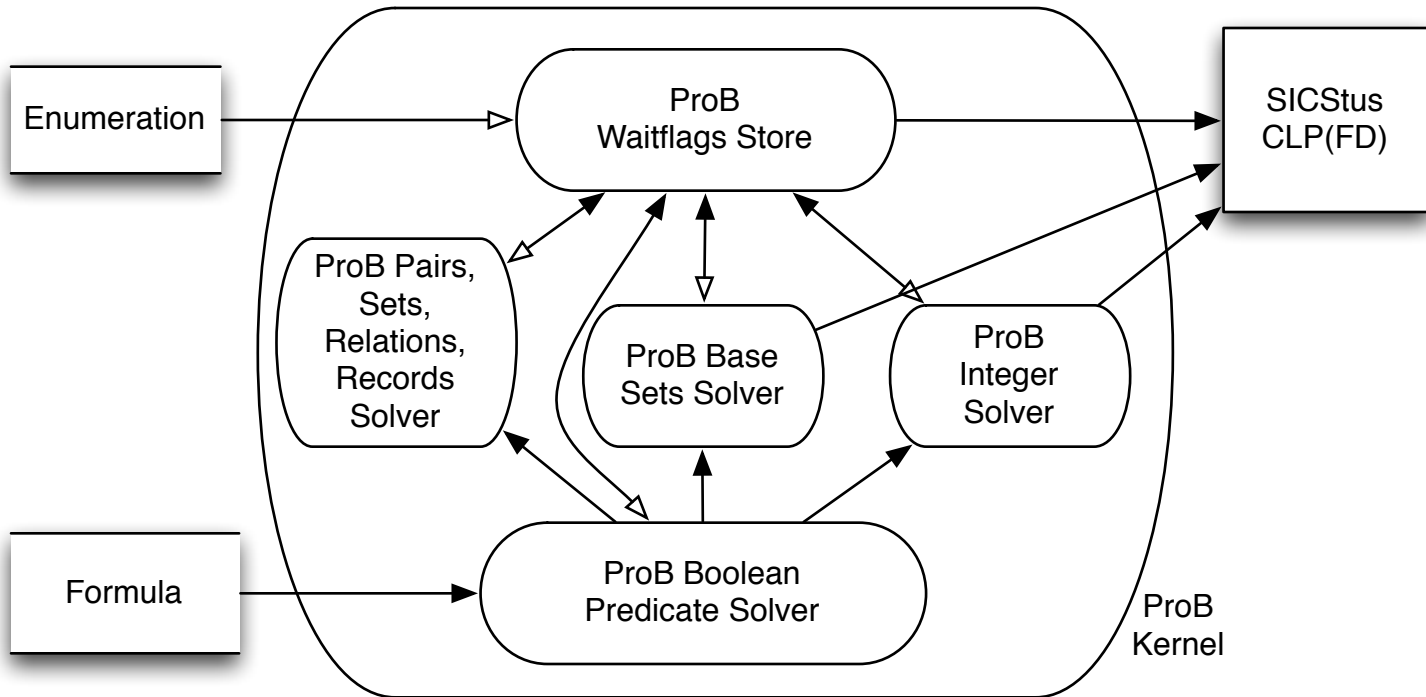 Enumeration
ProB
Waitflags Store
SICStus
CLP(FD)
ProB Pairs,
Sets,
Relations,
Records
Solver
ProB Base
Sets Solver
ProB
Integer
Solver
Formula
ProB Boolean
Predicate Solver
ProB
Kernel